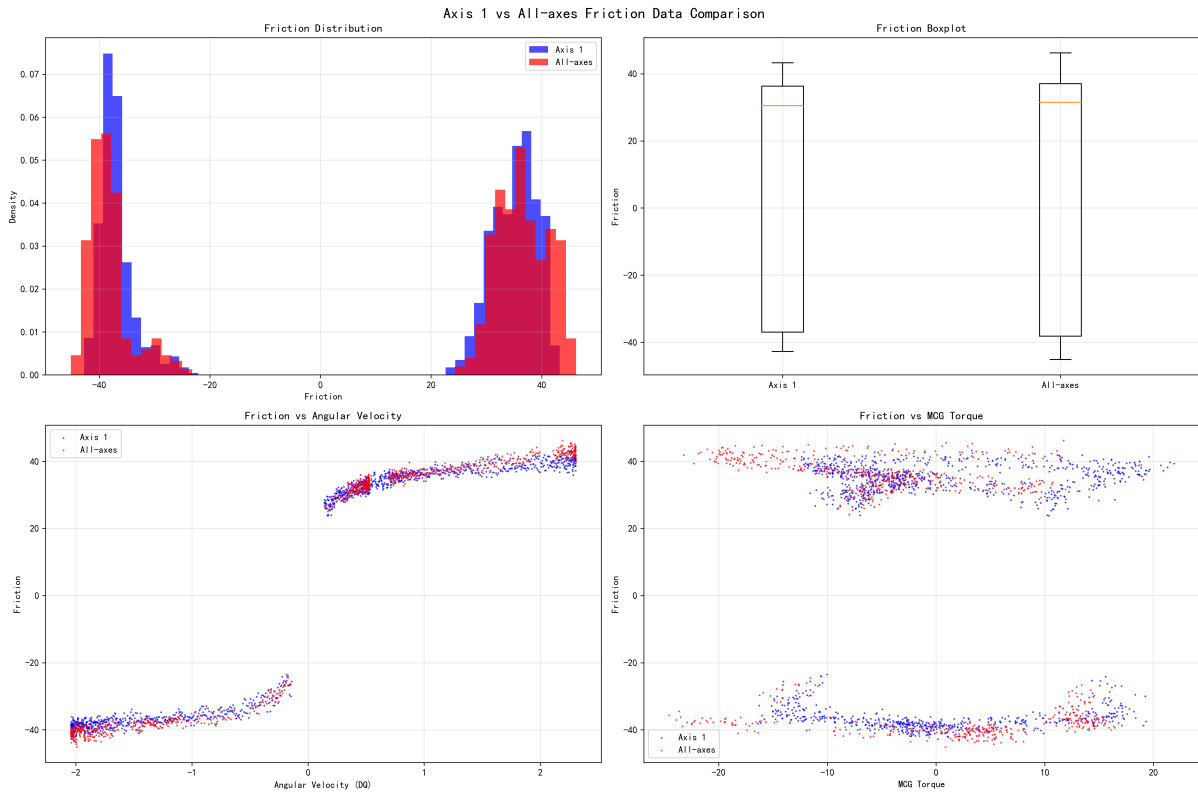 Axis 1 vs All-axes Friction Data Comparison
Friction Distribution
Axis 1
All-axes
0.07
0.06
0.05
0.04
0.03
0.02
0.01
0.00
Density
−40
−20
0
20
40
Friction
Friction Boxplot
40
20
0
−20
−40
Friction
Axis 1
All-axes
Friction vs Angular Velocity
Axis 1
All-axes
40
20
0
−20
−40
Friction
−2
−1
0
1
2
Angular Velocity (DQ)
Friction vs MCG Torque
40
20
0
−20
−40
Friction
Axis 1
All-axes
−20
−10
0
10
20
MCG Torque